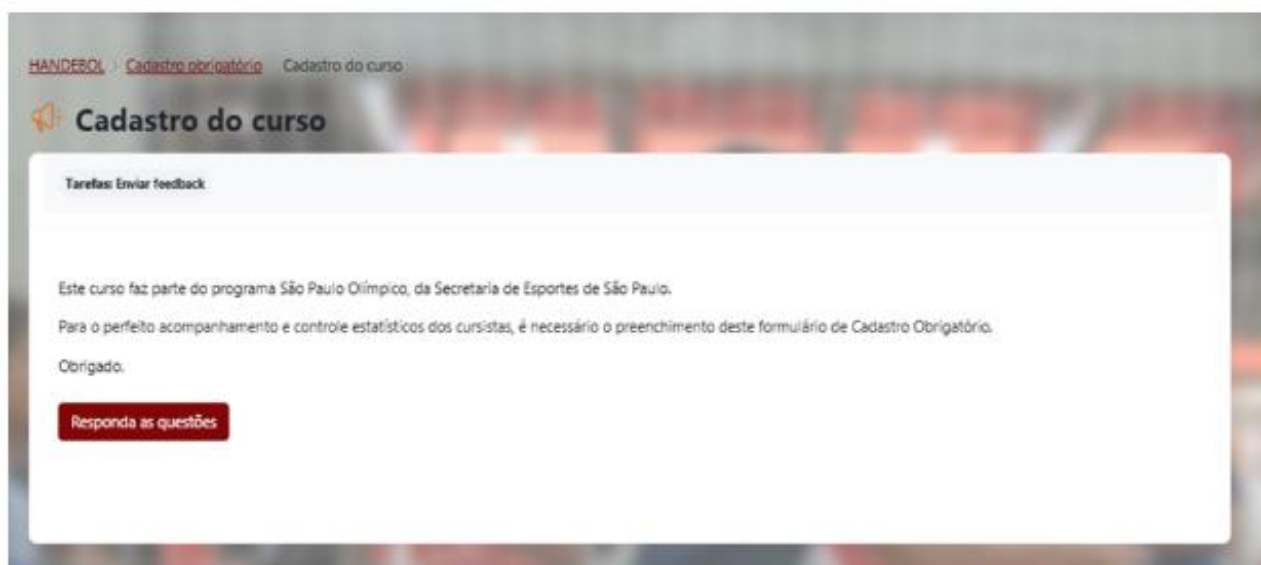 HANDEBOL / Cadastro obrigatório Cadastro do curso
Cadastro do curso
Tarefas: Enviar feedback
Este curso faz parte do programa São Paulo Olímpico, da Secretaria de Esportes de São Paulo.
Para o perfeito acompanhamento e controle estatísticos dos cursistas, é necessário o preenchimento deste formulário de Cadastro Obrigatório.
Obrigado.
Responda as questões